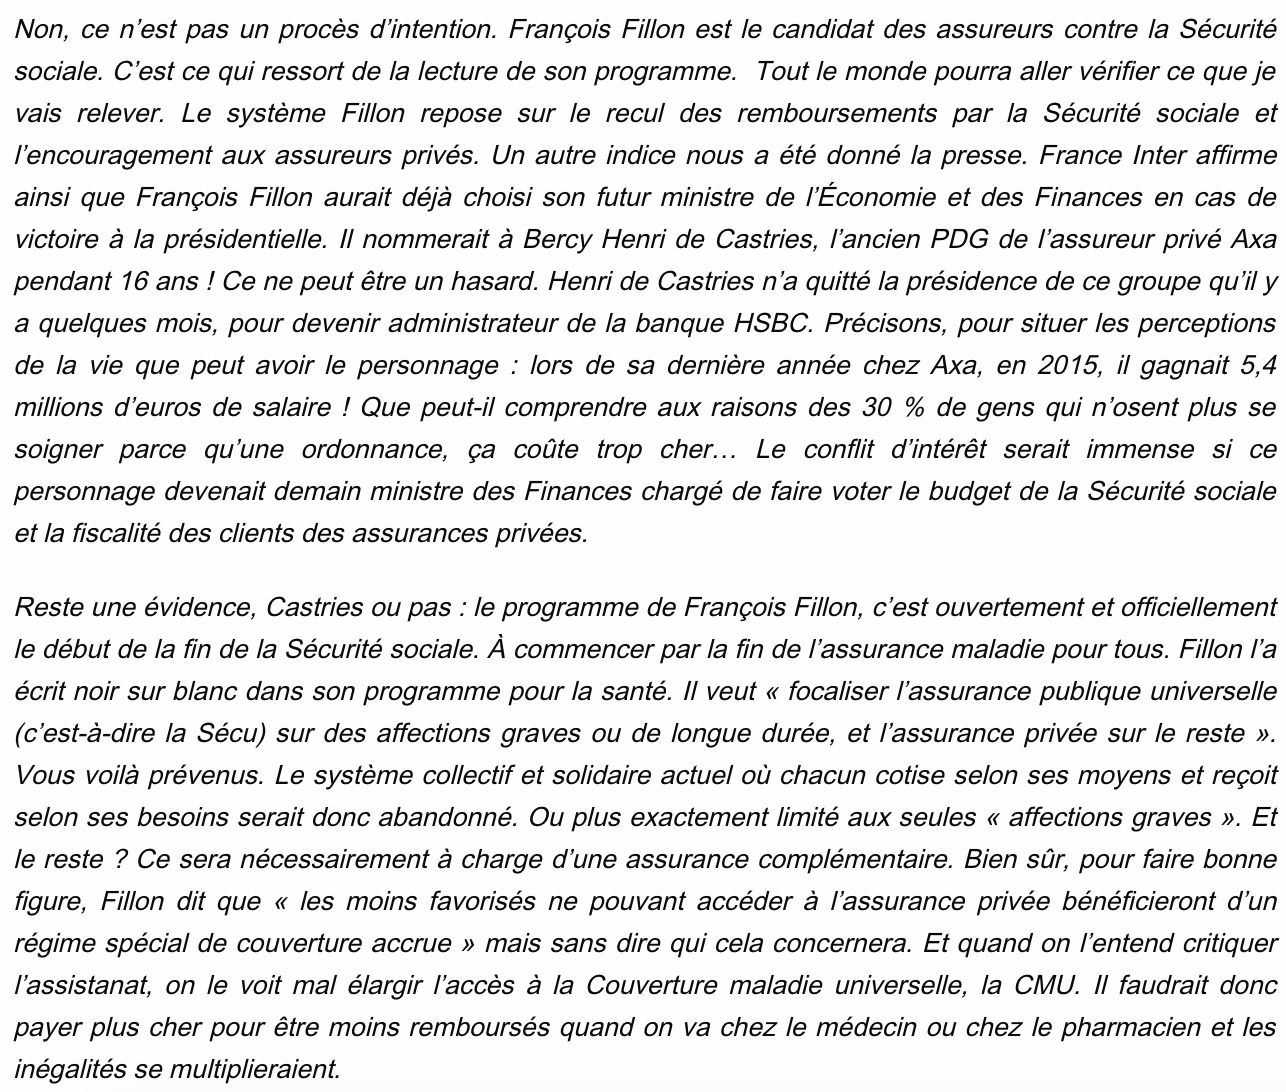 Non, ce n’est pas un procès d’intention. François Fillon est le candidat des assureurs contre la Sécurité
sociale. C’est ce qui ressort de la lecture de son programme.  Tout le monde pourra aller vérifier ce que je
vais relever. Le système Fillon repose sur le recul des remboursements par la Sécurité sociale et
l’encouragement aux assureurs privés. Un autre indice nous a été donné la presse. France Inter affirme
ainsi que François Fillon aurait déjà choisi son futur ministre de l’Économie et des Finances en cas de
victoire à la présidentielle. Il nommerait à Bercy Henri de Castries, l’ancien PDG de l’assureur privé Axa
pendant 16 ans ! Ce ne peut être un hasard. Henri de Castries n’a quitté la présidence de ce groupe qu’il y
a quelques mois, pour devenir administrateur de la banque HSBC. Précisons, pour situer les perceptions
de la vie que peut avoir le personnage : lors de sa dernière année chez Axa, en 2015, il gagnait 5,4
millions d’euros de salaire ! Que peut-il comprendre aux raisons des 30 % de gens qui n’osent plus se
soigner parce qu’une ordonnance, ça coûte trop cher… Le conflit d’intérêt serait immense si ce
personnage devenait demain ministre des Finances chargé de faire voter le budget de la Sécurité sociale
et la fiscalité des clients des assurances privées.
Reste une évidence, Castries ou pas : le programme de François Fillon, c’est ouvertement et officiellement
le début de la fin de la Sécurité sociale. À commencer par la fin de l’assurance maladie pour tous. Fillon l’a
écrit noir sur blanc dans son programme pour la santé. Il veut « focaliser l’assurance publique universelle
(c’est-à-dire la Sécu) sur des affections graves ou de longue durée, et l’assurance privée sur le reste ».
Vous voilà prévenus. Le système collectif et solidaire actuel où chacun cotise selon ses moyens et reçoit
selon ses besoins serait donc abandonné. Ou plus exactement limité aux seules « affections graves ». Et
le reste ? Ce sera nécessairement à charge d’une assurance complémentaire. Bien sûr, pour faire bonne
figure, Fillon dit que « les moins favorisés ne pouvant accéder à l’assurance privée bénéficieront d’un
régime spécial de couverture accrue » mais sans dire qui cela concernera. Et quand on l’entend critiquer
l’assistanat, on le voit mal élargir l’accès à la Couverture maladie universelle, la CMU. Il faudrait donc
payer plus cher pour être moins remboursés quand on va chez le médecin ou chez le pharmacien et les
inégalités se multiplieraient.